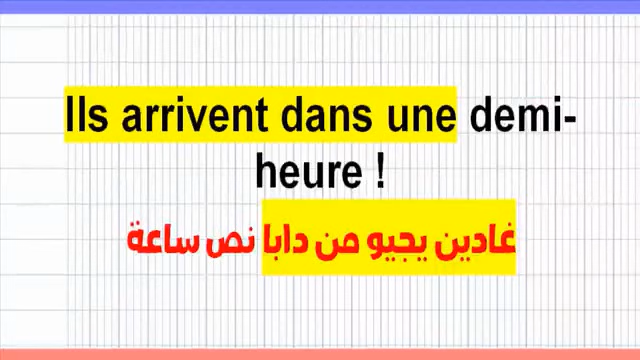 Ils arrivent dans une demi-
heure !
غادين يجيو من دابا نص ساعة